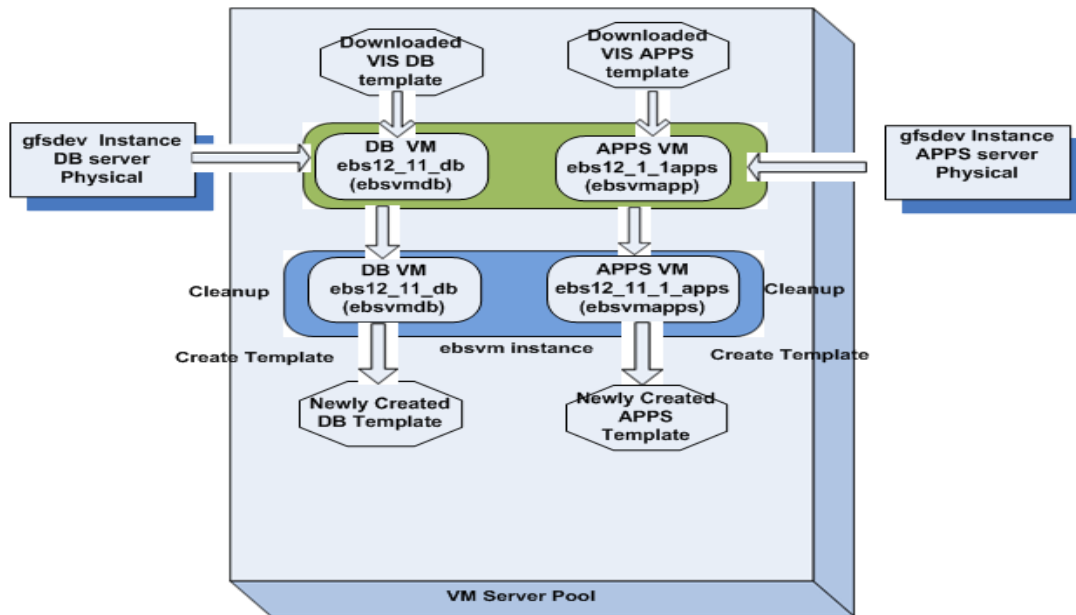 Downloaded
VIS DB
template
Downloaded
VIS APPS
template
gfsdev Instance
DB server
Physical
DB VM
ebs12_11_db
(ebsvmdb)
APPS VM
ebs12_1_1apps
(ebsvmapp)
gfsdev Instance
APPS server
Physical
Cleanup
DB VM
ebs12_11_db
(ebsvmdb)
APPS VM
ebs12_11_1_apps
(ebsvmapps)
Cleanup
ebsvm instance
Create Template
Create Template
Newly Created
DB Template
Newly Created
APPS
Template
VM Server Pool